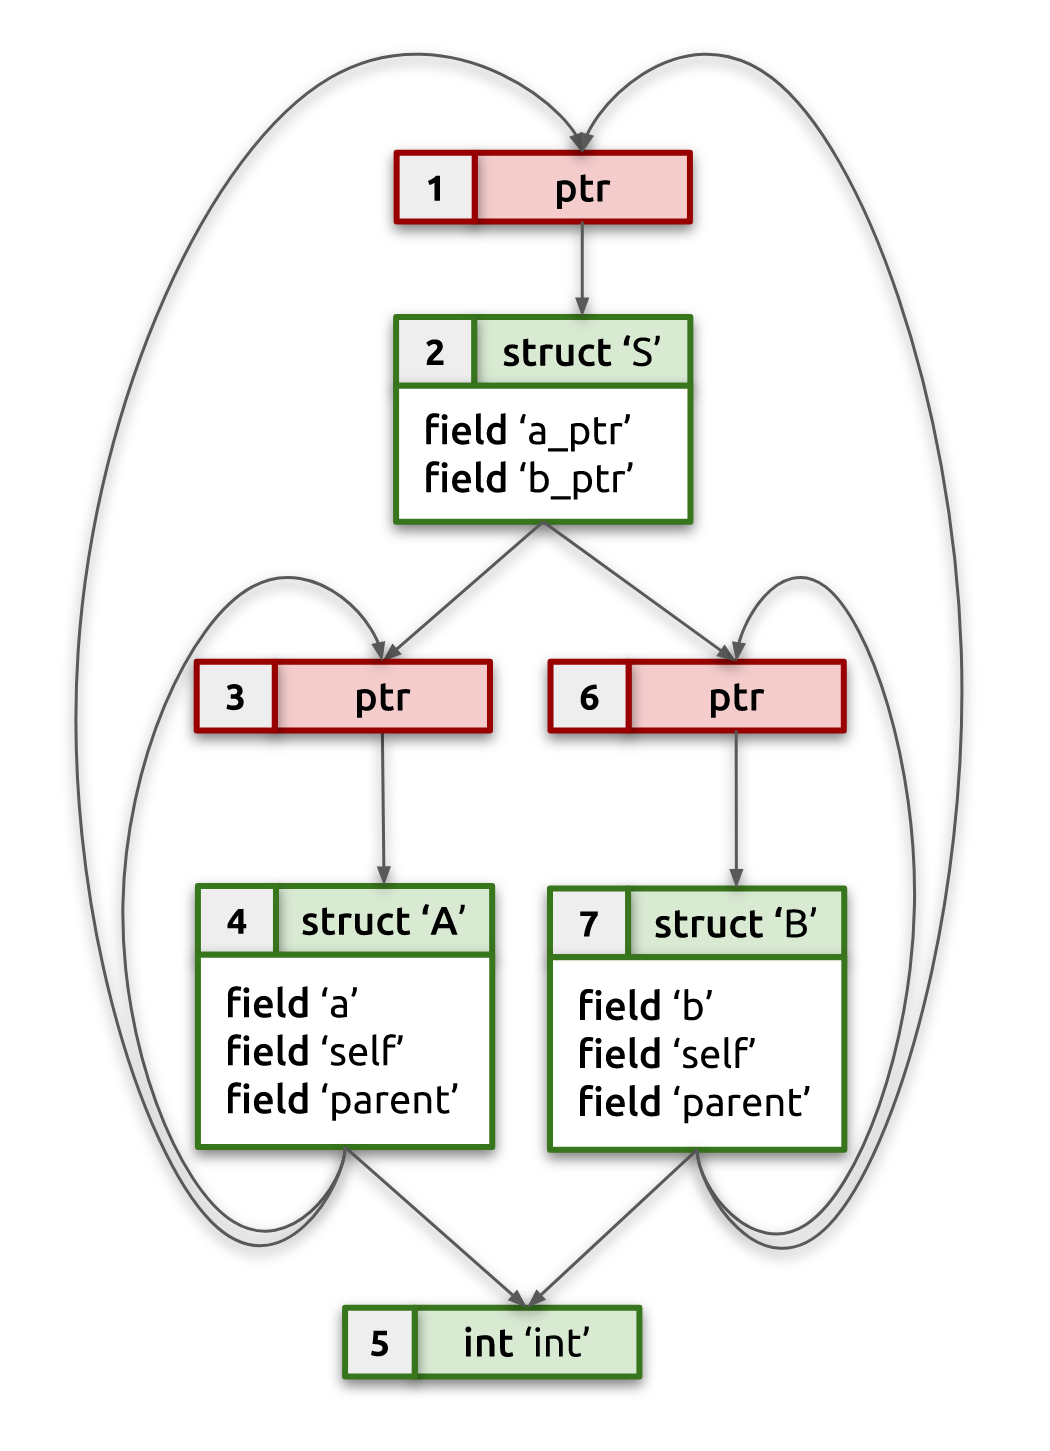 1 ptr
2 struct ‘S’
field ‘a_ptr’
field ‘b_ptr’
3 ptr
6 ptr
4 struct ‘A’
field ‘a’
field ‘self’
field ‘parent’
7 struct ‘B’
field ‘b’
field ‘self’
field ‘parent’
5 int ‘int’